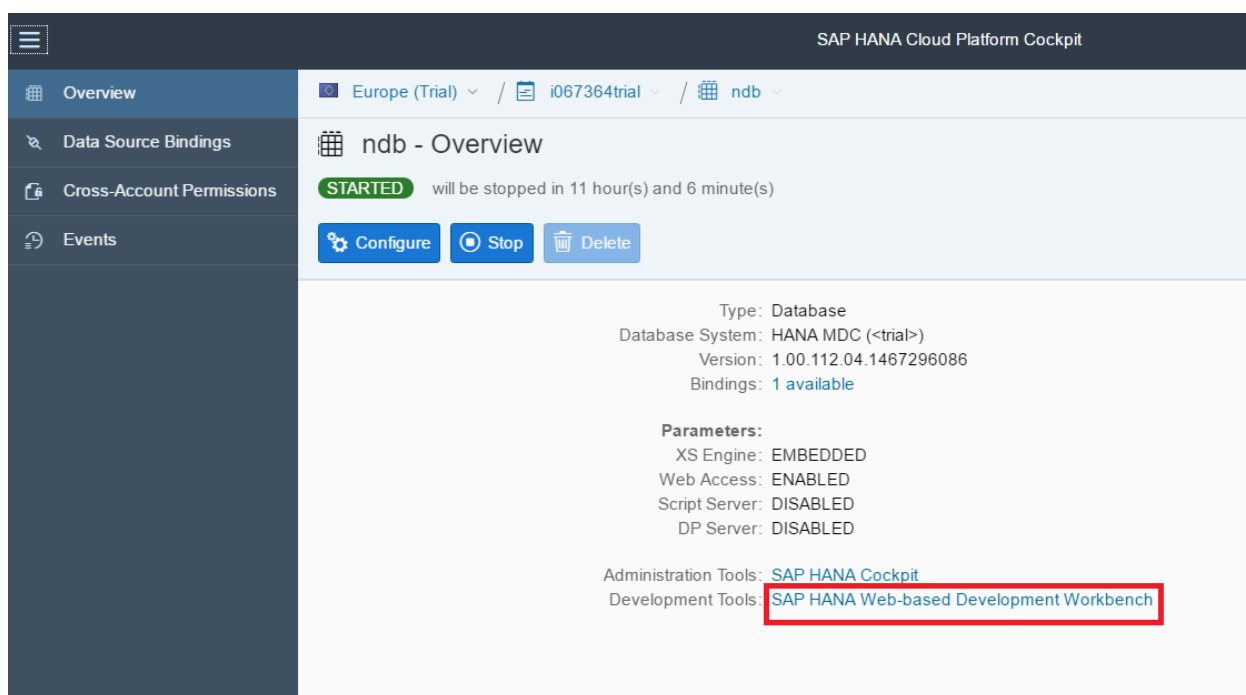 SAP HANA Cloud Platform Cockpit
Overview
Data Source Bindings
Cross-Account Permissions
Events
Europe (Trial) / i067364trial / ndb
ndb - Overview
STARTED will be stopped in 11 hour(s) and 6 minute(s)
Configure Stop Delete
Type: Database
Database System: HANA MDC (<trial>)
Version: 1.00.112.04.1467296086
Bindings: 1 available
Parameters:
XS Engine: EMBEDDED
Web Access: ENABLED
Script Server: DISABLED
DP Server: DISABLED
Administration Tools: SAP HANA Cockpit
Development Tools: SAP HANA Web-based Development Workbench